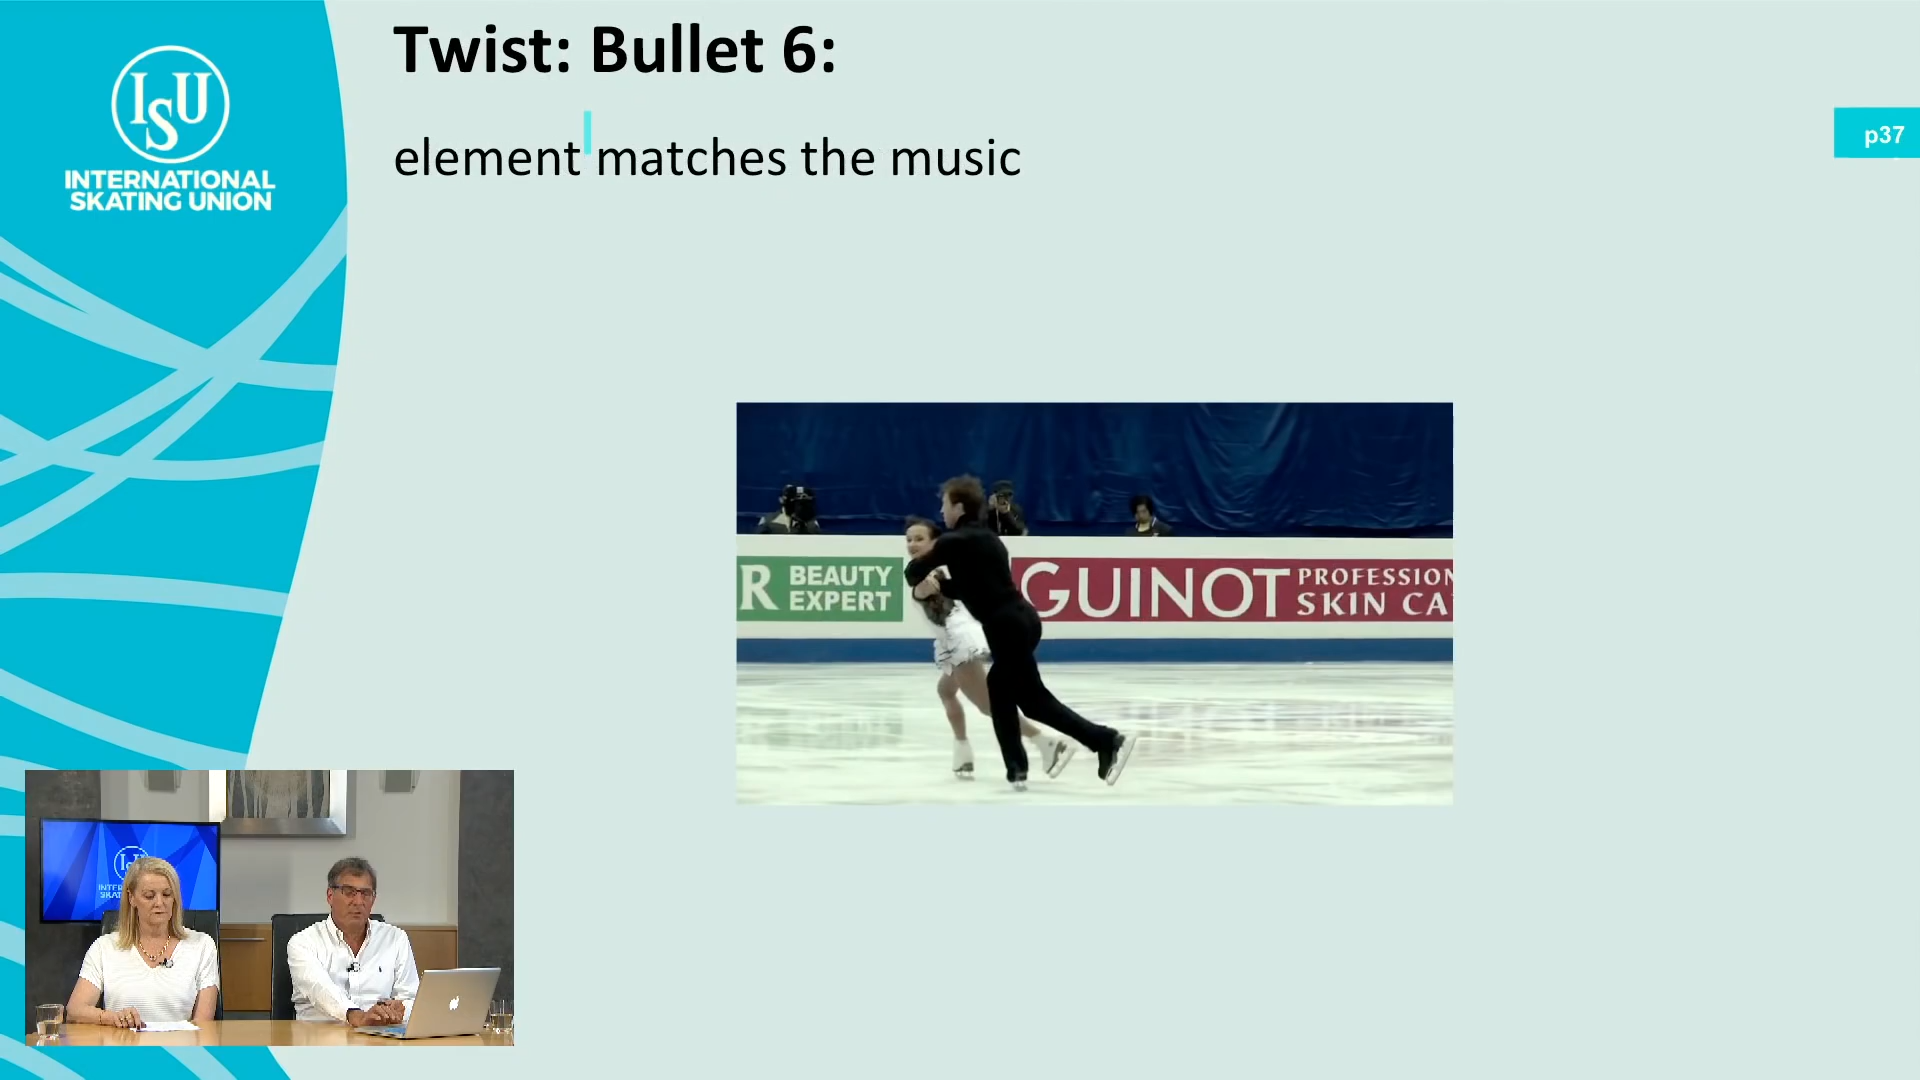 Twist: Bullet 6:
element matches the music
p37
ISU
INTERNATIONAL
SKATING UNION
R BEAUTY
EXPERT
GUINOT PROFESSION
SKIN CA